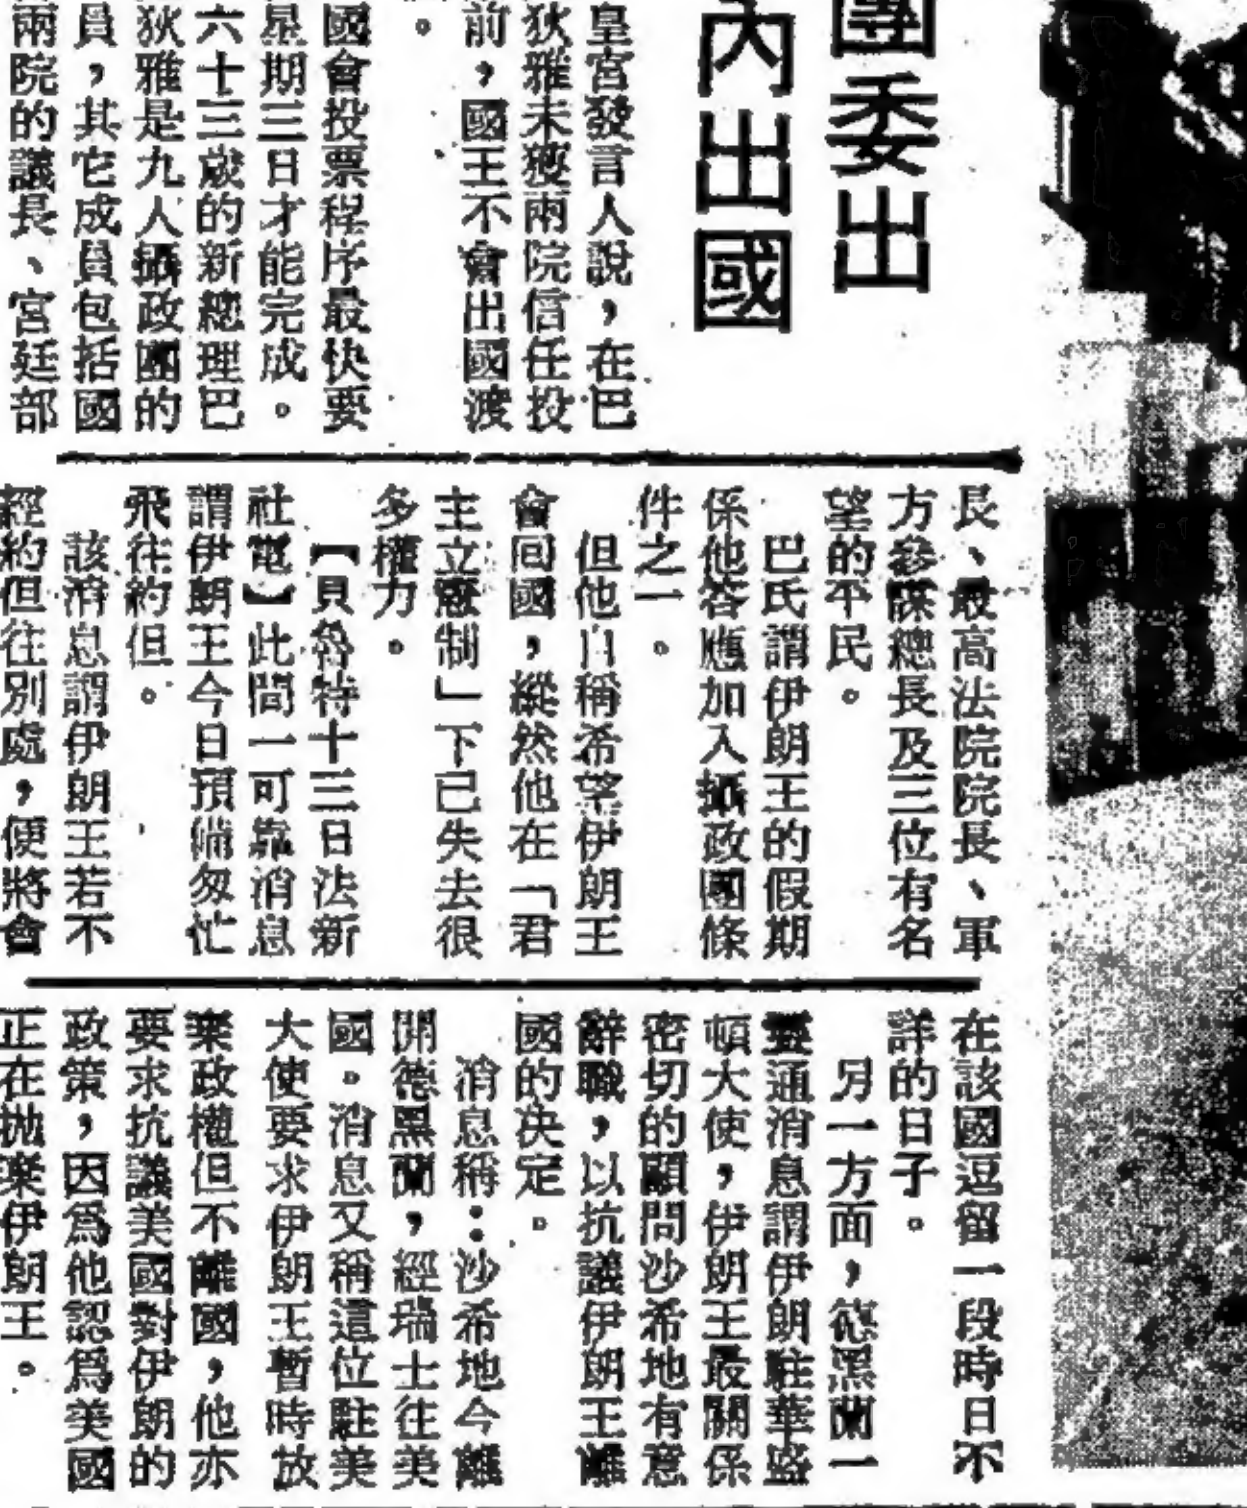 團委出
內出國
皇宮發言人說，在巴
狄雅未獲兩院信任投
前，國王不會出國渡
。
國會投票程序最快要
星期三日才能完成。
六十三歲的新總理巴
狄雅是九人攝政團的
員，其它成員包括國
兩院的議長、宮廷部
長、最高法院院長、軍
方參謀總長及三位有名
望的平民。
巴氏謂伊朗王的假期
係他答應加入攝政團條
件之一。
但他自稱希望伊朗王
會回國，縱然他在「君
主立憲制」下已失去很
多權力。
【貝魯特十三日法新
社電】此間一可靠消息
謂伊朗王今日預備匆忙
飛往約但。
該消息謂伊朗王若不
經約但往別處，便將會
在該國逗留一段時日不
詳的日子。
另一方面，德黑蘭一
靈通消息謂伊朗駐華盛
頓大使，伊朗王最關係
密切的顧問沙希地有意
辭職，以抗議伊朗王離
國的決定。
消息稱：沙希地今離
開德黑蘭，經瑞士往美
國。消息又稱這位駐美
大使要求伊朗王暫時放
棄政權但不離國，他亦
要求抗議美國對伊朗的
政策，因為他認為美國
正在拋棄伊朗王。